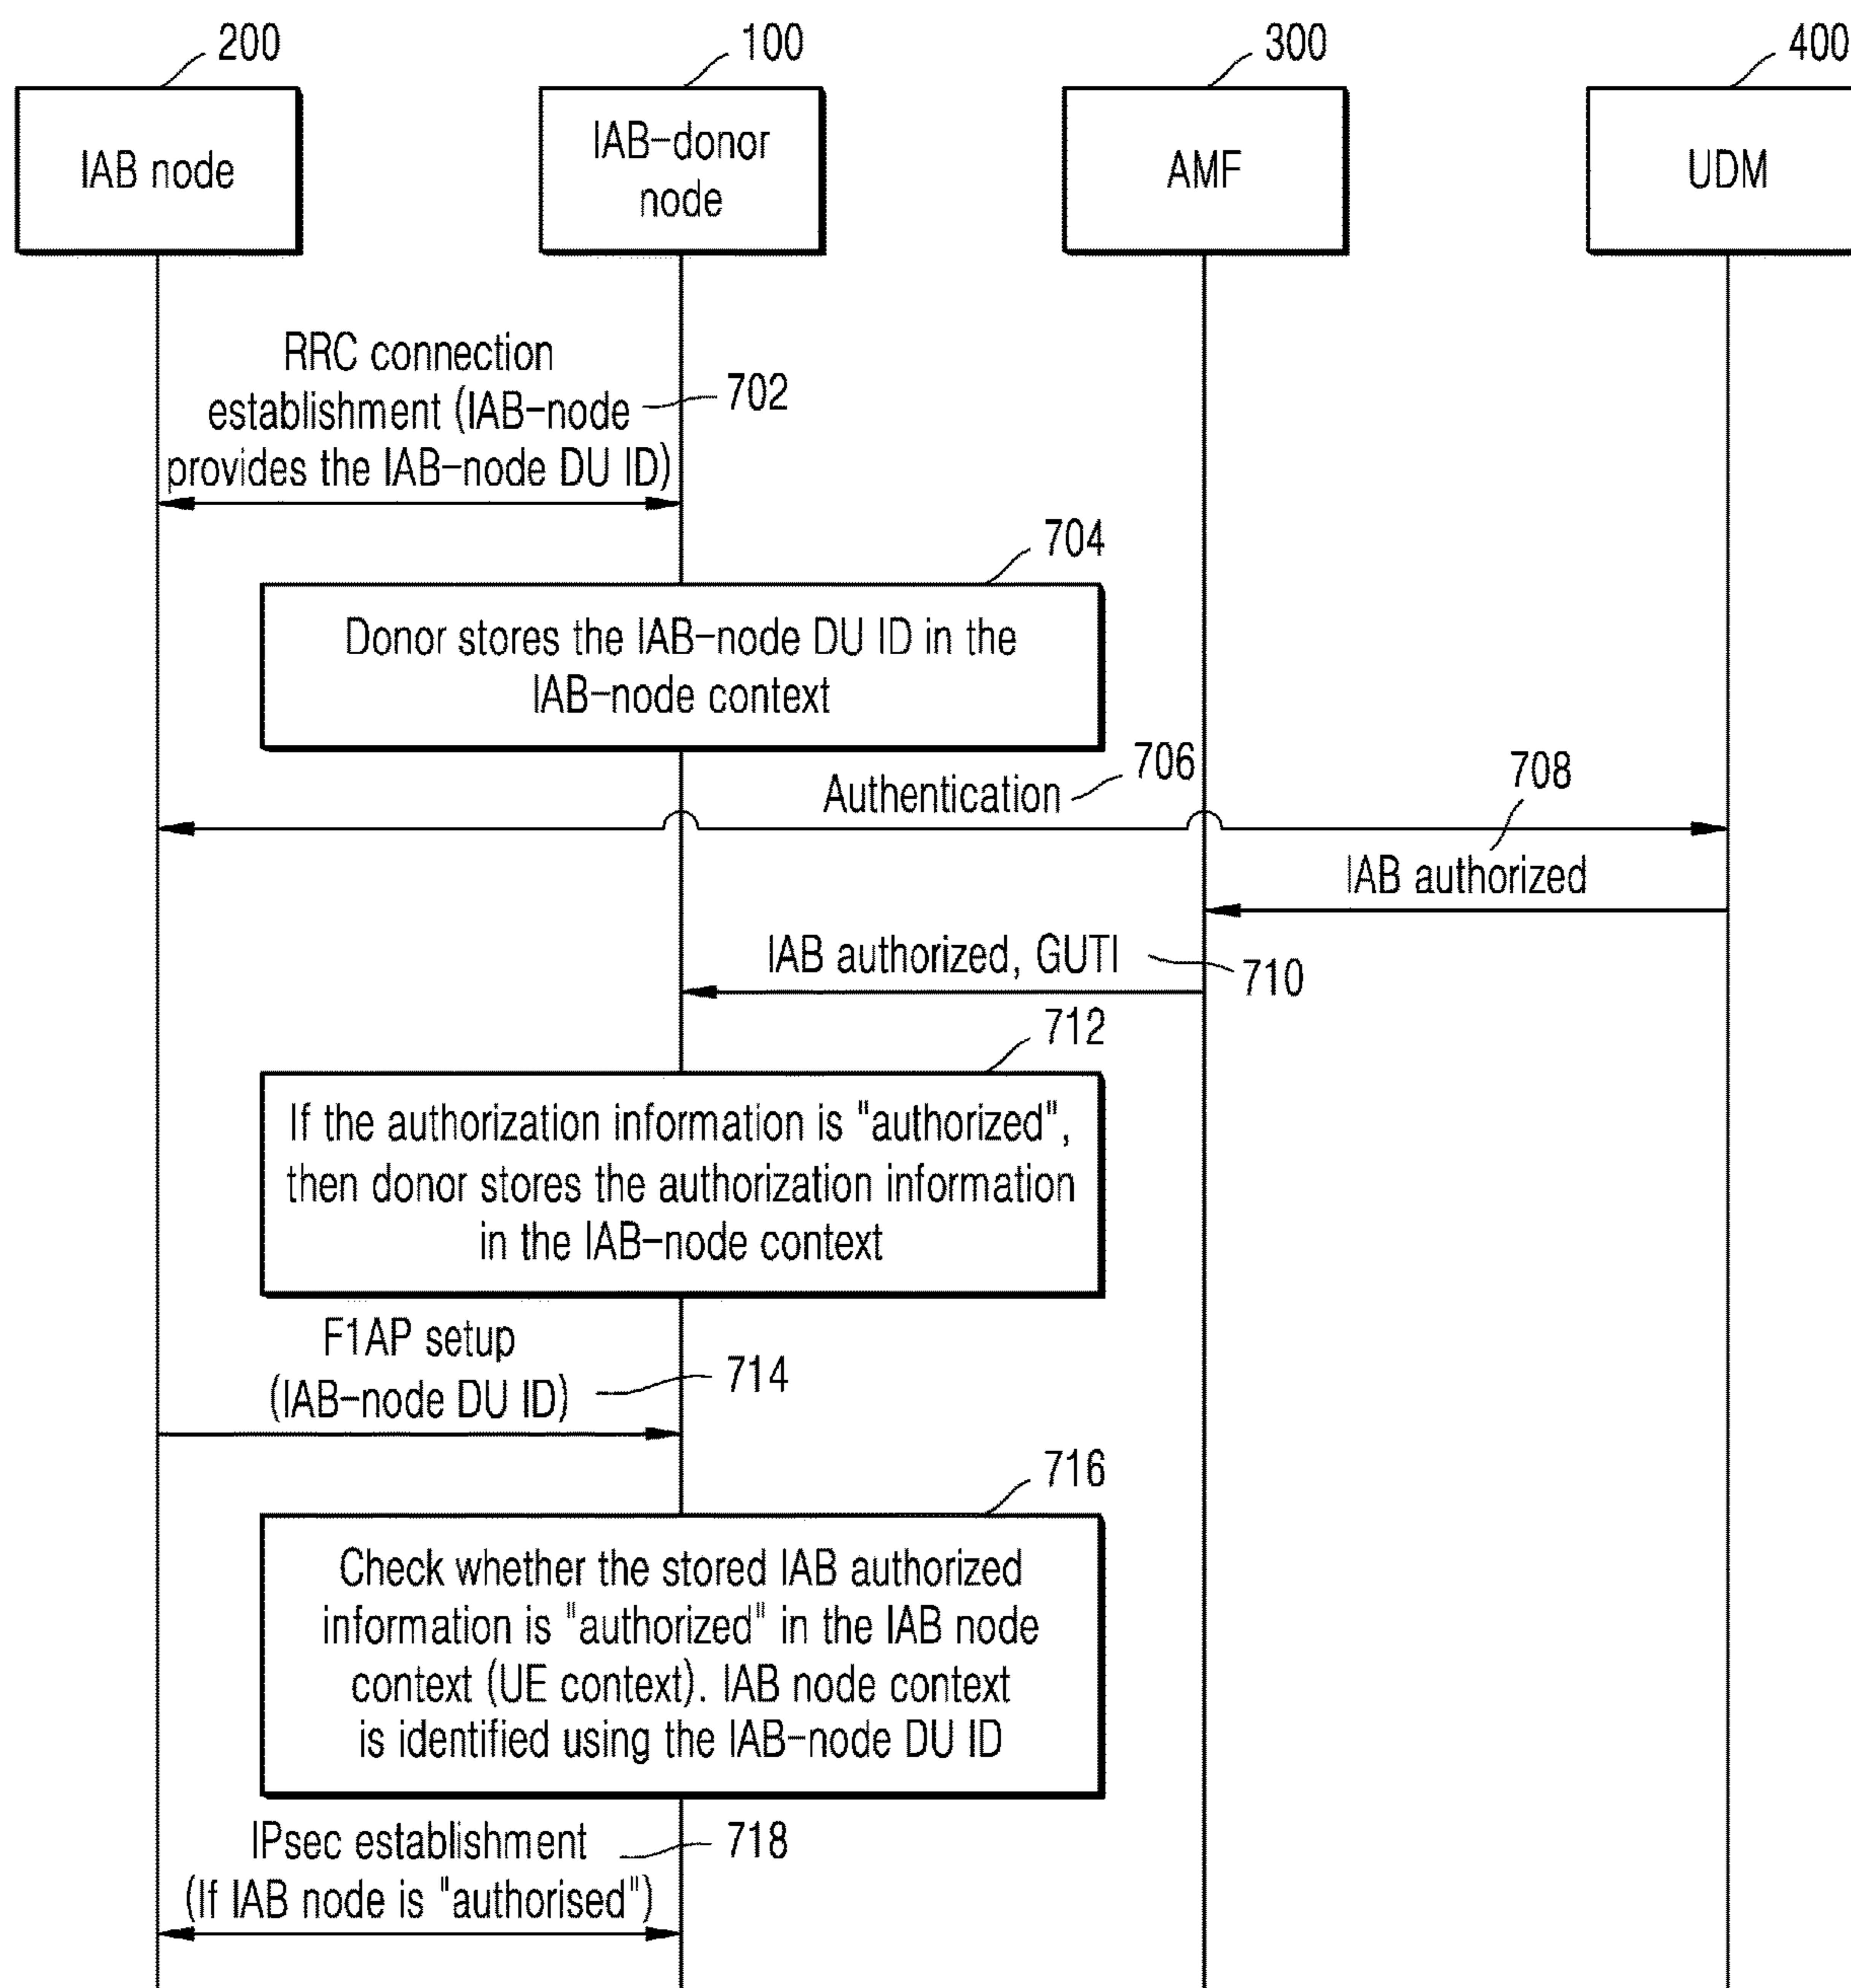 200
100
300
400
IAB node
IAB-donor
node
AMF
UDM
RRC connection
establishment (IAB-node
provides the IAB-node DU ID)
702
704
Donor stores the IAB-node DU ID in the
IAB-node context
706
Authentication
708
IAB authorized
IAB authorized, GUTI
710
712
If the authorization information is "authorized",
then donor stores the authorization information
in the IAB-node context
F1AP setup
(IAB-node DU ID)
714
716
Check whether the stored IAB authorized
information is "authorized" in the IAB node
context (UE context). IAB node context
is identified using the IAB-node DU ID
IPsec establishment
(If IAB node is "authorised")
718